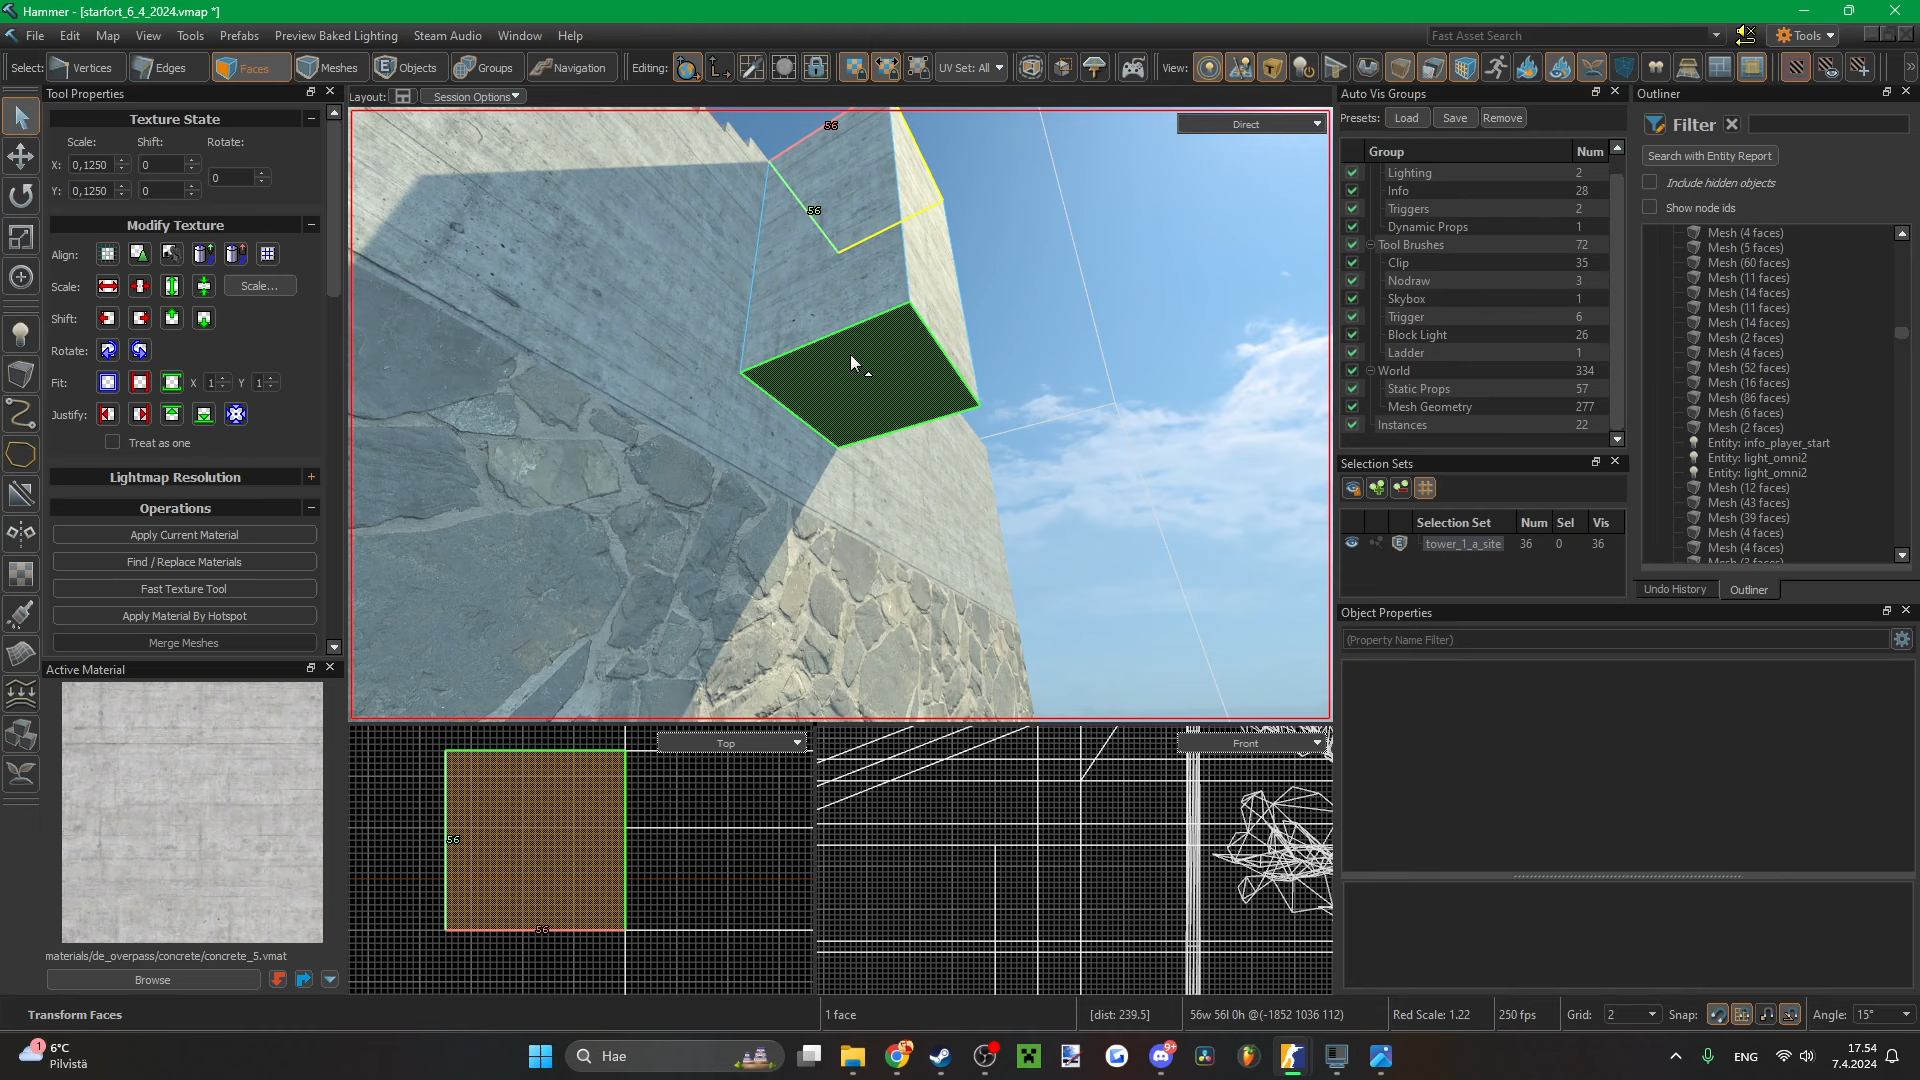 Hammer - [starfort_6_4_2024.vmap *]
File Edit Map View Tools Prefabs Preview Baked Lighting Steam Audio Window Help
Fast Asset Search
Tools
Select: Vertices Edges Faces Meshes Objects Groups Navigation Editing: UV Set: All View:
Tool Properties
Layout: Session Options
Texture State
Scale: Shift: Rotate:
X: 0,1250 0
0
Y: 0,1250 0
Modify Texture
Align:
Scale: Scale...
Shift:
Rotate:
Fit: X 1 Y 1
Justify:
Treat as one
Lightmap Resolution
Operations
Apply Current Material
Find / Replace Materials
Fast Texture Tool
Apply Material By Hotspot
Merge Meshes
Active Material
materials/de_overpass/concrete/concrete_5.vmat
Browse
Direct
56
56
Top
56
56
Front
Auto Vis Groups
Presets: Load Save Remove
Group Num
Lighting 2
Info 28
Triggers 2
Dynamic Props 1
Tool Brushes 72
Clip 35
Nodraw 3
Skybox 1
Trigger 6
Block Light 26
Ladder 1
World 334
Static Props 57
Mesh Geometry 277
Instances 22
Selection Sets
Selection Set Num Sel Vis
tower_1_a_site 36 0 36
Outliner
Filter
Search with Entity Report
Include hidden objects
Show node ids
Mesh (4 faces)
Mesh (5 faces)
Mesh (60 faces)
Mesh (11 faces)
Mesh (14 faces)
Mesh (11 faces)
Mesh (14 faces)
Mesh (2 faces)
Mesh (4 faces)
Mesh (52 faces)
Mesh (16 faces)
Mesh (86 faces)
Mesh (6 faces)
Mesh (2 faces)
Entity: info_player_start
Entity: light_omni2
Entity: light_omni2
Mesh (12 faces)
Mesh (43 faces)
Mesh (39 faces)
Mesh (4 faces)
Mesh (4 faces)
Undo History Outliner
Object Properties
(Property Name Filter)
Transform Faces 1 face [dist: 239.5] 56w 56l 0h @(-1852 1036 112) Red Scale: 1.22 250 fps Grid: 2 Snap: Angle: 15°
1
6°C
Pilvistä
Hae
9+
ENG
17.54
7.4.2024